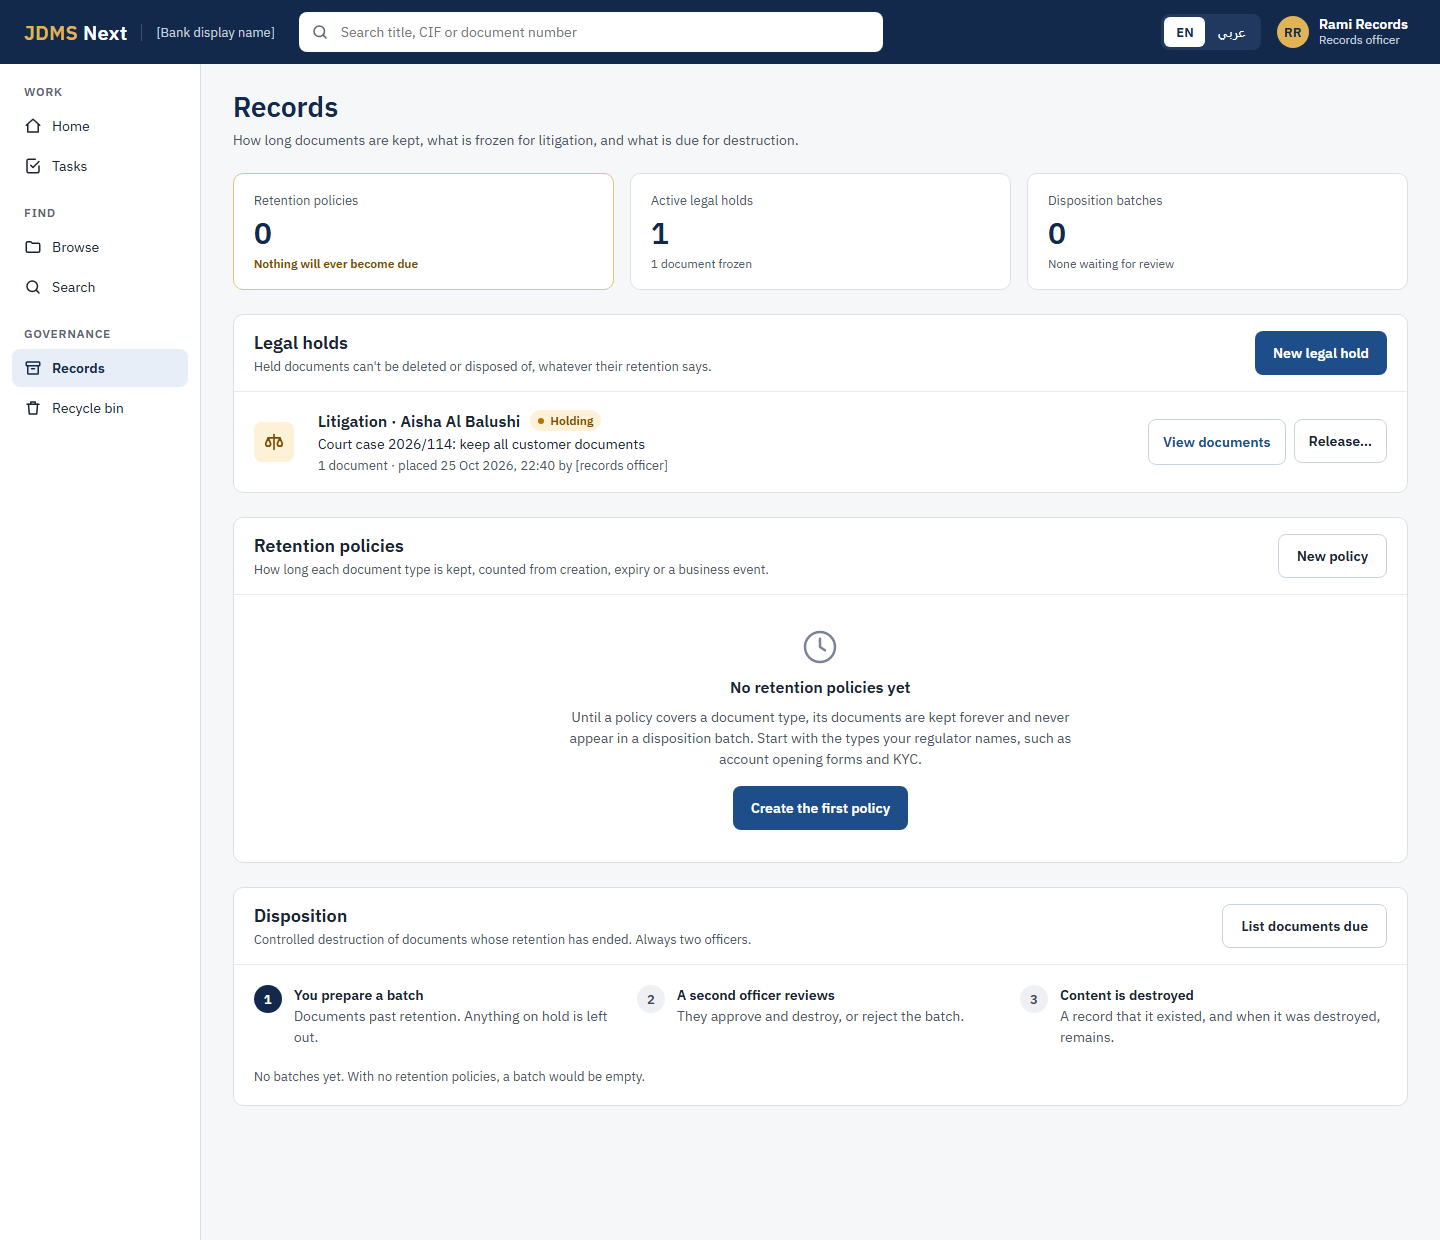 JDMS Next
[Bank display name]
Search title, CIF or document number
EN
عربي
RR
Rami Records
Records officer
WORK
Home
Tasks
FIND
Browse
Search
GOVERNANCE
Records
Recycle bin
Records
How long documents are kept, what is frozen for litigation, and what is due for destruction.
Retention policies
0
Nothing will ever become due
Active legal holds
1
1 document frozen
Disposition batches
0
None waiting for review
Legal holds
Held documents can't be deleted or disposed of, whatever their retention says.
New legal hold
Litigation · Aisha Al Balushi
Holding
Court case 2026/114: keep all customer documents
1 document · placed 25 Oct 2026, 22:40 by [records officer]
View documents
Release...
Retention policies
How long each document type is kept, counted from creation, expiry or a business event.
New policy
No retention policies yet
Until a policy covers a document type, its documents are kept forever and never
appear in a disposition batch. Start with the types your regulator names, such as
account opening forms and KYC.
Create the first policy
Disposition
Controlled destruction of documents whose retention has ended. Always two officers.
List documents due
1
You prepare a batch
Documents past retention. Anything on hold is left
out.
2
A second officer reviews
They approve and destroy, or reject the batch.
3
Content is destroyed
A record that it existed, and when it was destroyed,
remains.
No batches yet. With no retention policies, a batch would be empty.